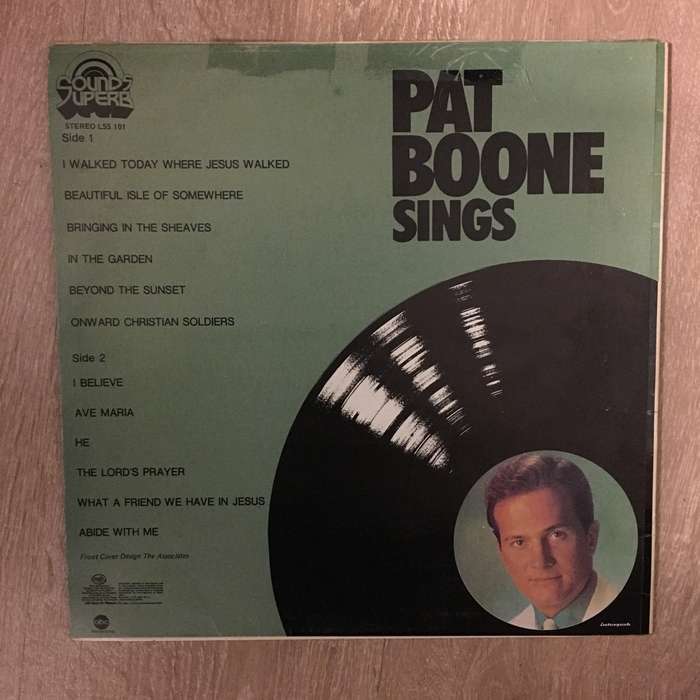 SOUNDS
SUPERB
STEREO LSS 101
Side 1
I WALKED TODAY WHERE JESUS WALKED
BEAUTIFUL ISLE OF SOMEWHERE
BRINGING IN THE SHEAVES
IN THE GARDEN
BEYOND THE SUNSET
ONWARD CHRISTIAN SOLDIERS
Side 2
I BELIEVE
AVE MARIA
HE
THE LORD'S PRAYER
WHAT A FRIEND WE HAVE IN JESUS
ABIDE WITH ME
Front Cover Design The Associates
abc
PAT
BOONE
SINGS